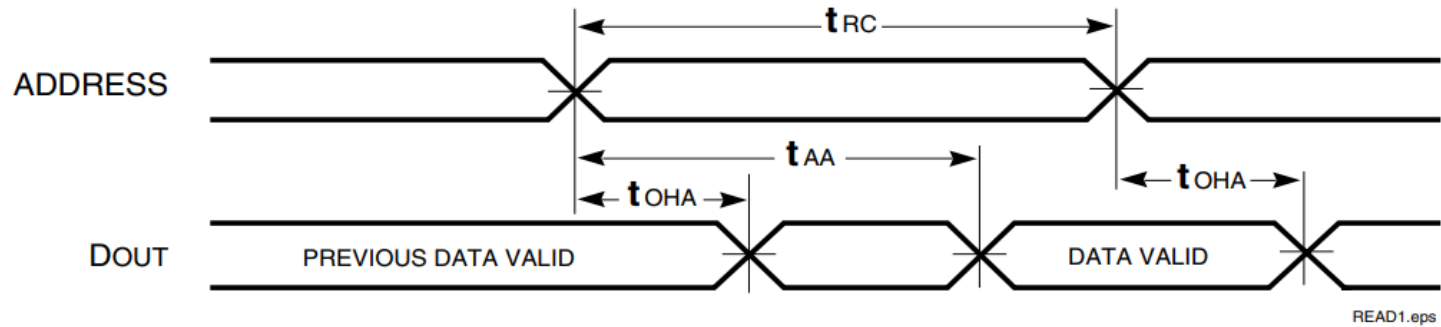 tRC
ADDRESS
tAA
tOHA
tOHA
DOUT
PREVIOUS DATA VALID
DATA VALID
READ1.eps